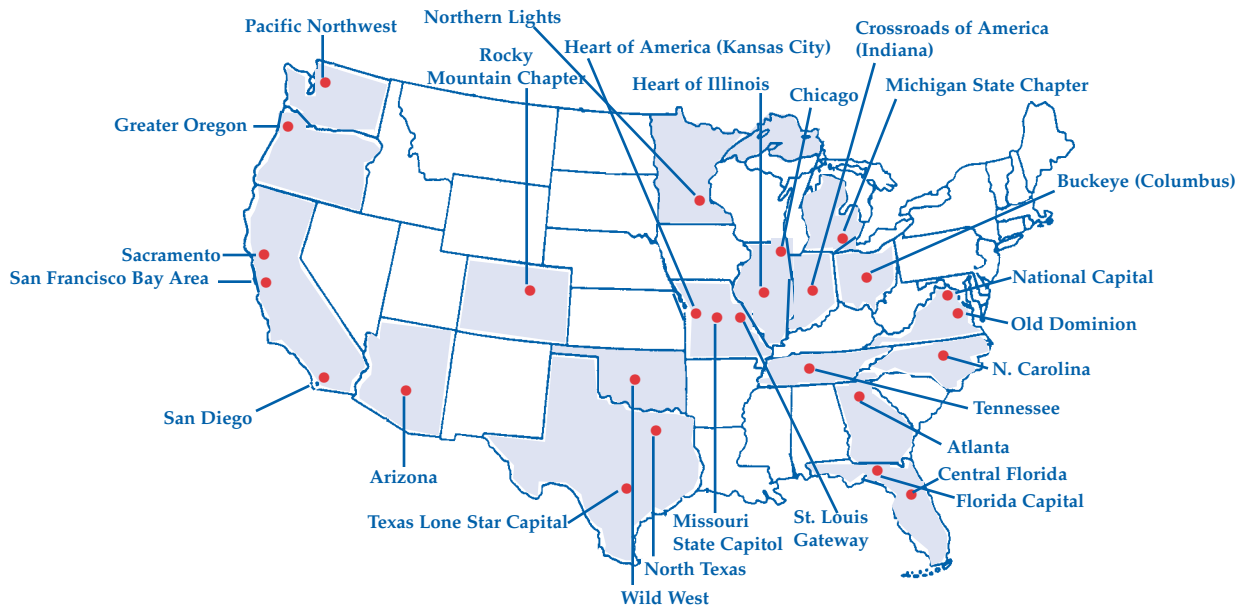 Northern Lights
Pacific Northwest
Crossroads of America
(Indiana)
Heart of America (Kansas City)
Rocky
Mountain Chapter
Heart of Illinois
Chicago
Michigan State Chapter
Greater Oregon
Buckeye (Columbus)
Sacramento
San Francisco Bay Area
National Capital
Old Dominion
N. Carolina
San Diego
Tennessee
Atlanta
Arizona
Central Florida
Florida Capital
Texas Lone Star Capital
Missouri
State Capitol
St. Louis
Gateway
North Texas
Wild West